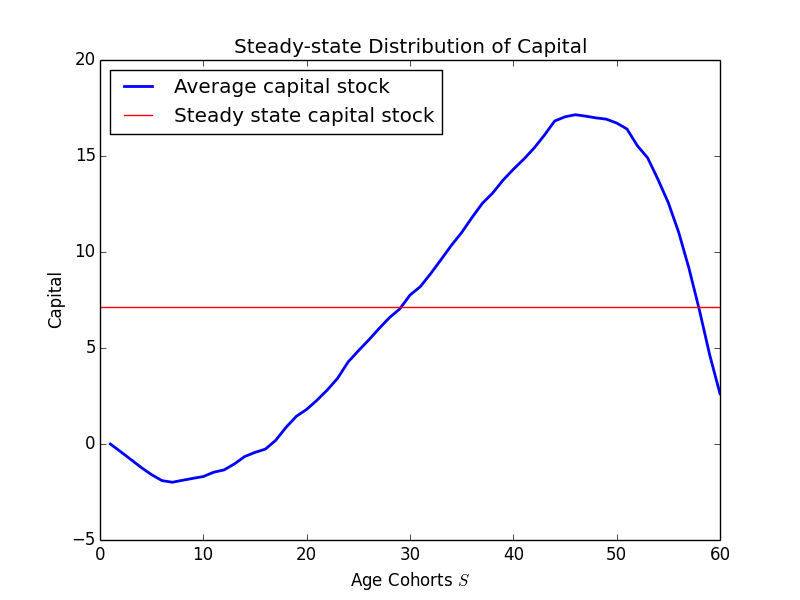 Steady-state Distribution of Capital
Average capital stock
Steady state capital stock
20
15
10
5
0
−5
Capital
0 10 20 30 40 50 60
Age Cohorts S